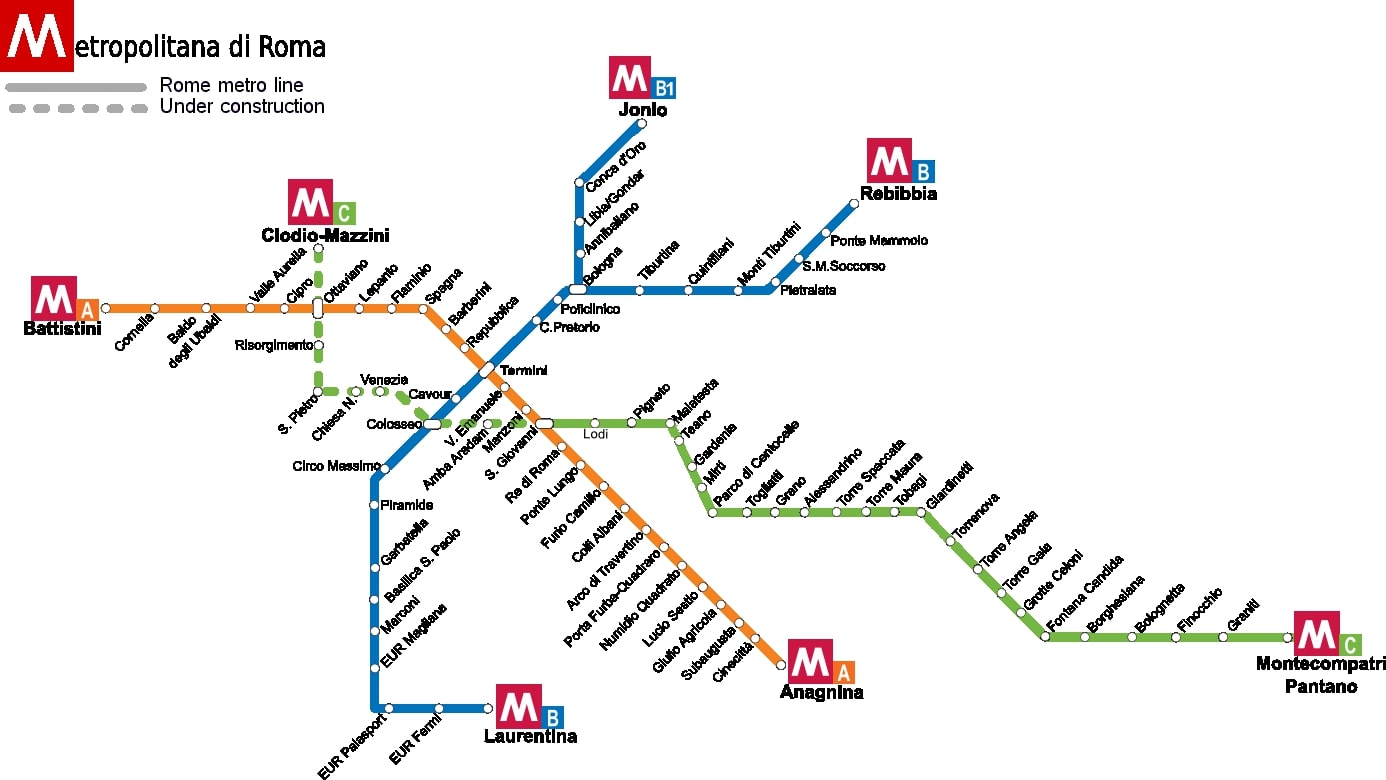 Metropolitana di Roma
Rome metro line
Under construction
M B1
Jonio
M B
Rebibbia
M C
Clodio-Mazzini
M A
Battistini
Cornelia
Baldo
degli Ubaldi
Valle Aurelia
Cipro
Ottaviano
Lepanto
Flaminio
Spagna
Barberini
Repubblica
Termini
V. Emanuele
Manzoni
S. Giovanni
Re di Roma
Ponte Lungo
Furio Camillo
Colli Albani
Arco di Travertino
Porta Furba-Quadraro
Numidio Quadrato
Lucio Sestio
Giulio Agricola
Subaugusta
Cinecittà
M A
Anagnina
Conca d'Oro
Libia/Gondar
Annibaliano
Bologna
Tiburtina
Quintiliani
Monti Tiburtini
Pietralata
S.M.Soccorso
Ponte Mammolo
Policlinico
C.Pretorio
Cavour
Colosseo
Circo Massimo
Piramide
Garbatella
Basilica S. Paolo
Marconi
EUR Magliana
EUR Palasport
EUR Fermi
M B
Laurentina
Risorgimento
S. Pietro
Chiesa N.
Venezia
Amba Aradam
Lodi
Pigneto
Malatesta
Teano
Gardenie
Mirti
Parco di Centocelle
Togliatti
Grano
Alessandrino
Torre Spaccata
Torre Maura
Tobagi
Giardinetti
Torrenova
Torre Angela
Torre Gaia
Grotte Celoni
Fontana Candida
Borghesiana
Bolognetta
Finocchio
Graniti
M C
Montecompatri
Pantano